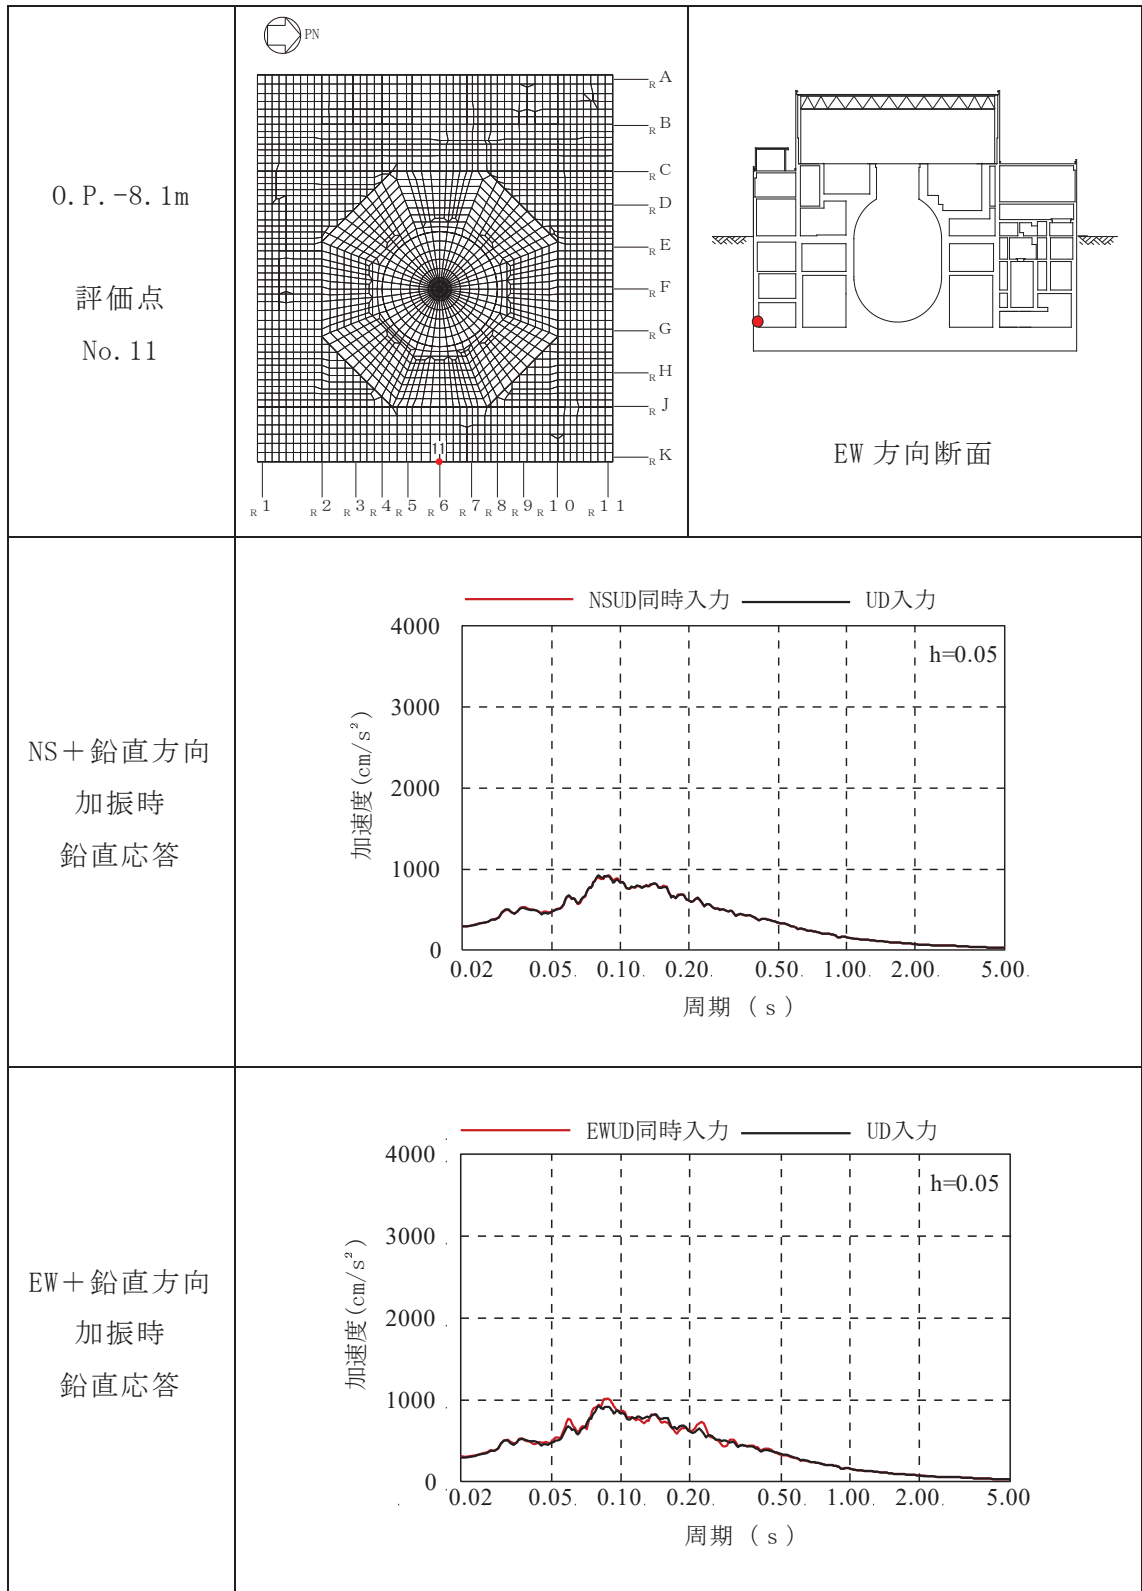 O.P.-8.1m
評価点
No.11
PN
R A
R B
R C
R D
R E
R F
R G
R H
R J
R K
11
R 1 R 2 R 3 R 4 R 5 R 6 R 7 R 8 R 9 R 1 0 R 1 1
EW 方向断面
NS＋鉛直方向
加振時
鉛直応答
NSUD同時入力 UD入力
h=0.05
加速度(cm/s²)
4000
3000
2000
1000
0
0.02 0.05 0.10 0.20 0.50 1.00 2.00 5.00
周期 (s)
EW＋鉛直方向
加振時
鉛直応答
EWUD同時入力 UD入力
h=0.05
加速度(cm/s²)
4000
3000
2000
1000
0
0.02 0.05 0.10 0.20 0.50 1.00 2.00 5.00
周期 (s)